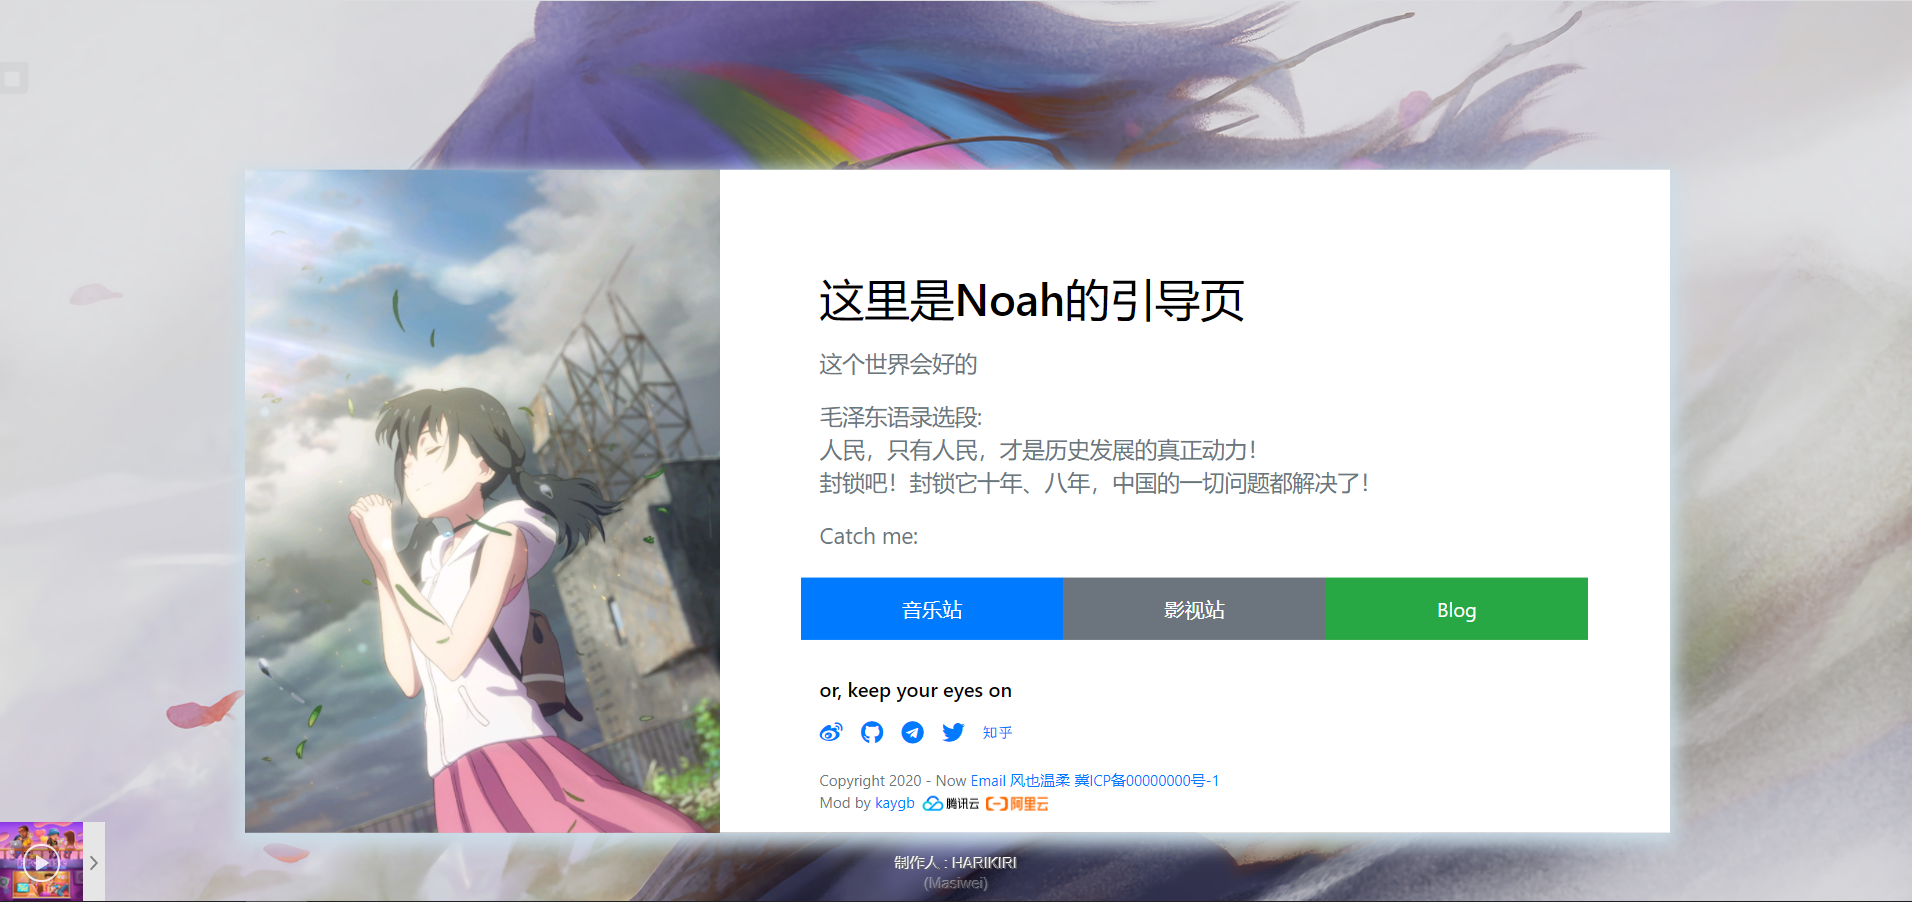 这里是Noah的引导页
这个世界会好的
毛泽东语录选段:
人民，只有人民，才是历史发展的真正动力！
封锁吧！封锁它十年、八年，中国的一切问题都解决了！
Catch me:
音乐站 影视站 Blog
or, keep your eyes on
知乎
Copyright 2020 - Now Email 风也温柔 冀ICP备00000000号-1
Mod by kaygb 腾讯云 阿里云
制作人 : HARIKIRI
(Masiwei)